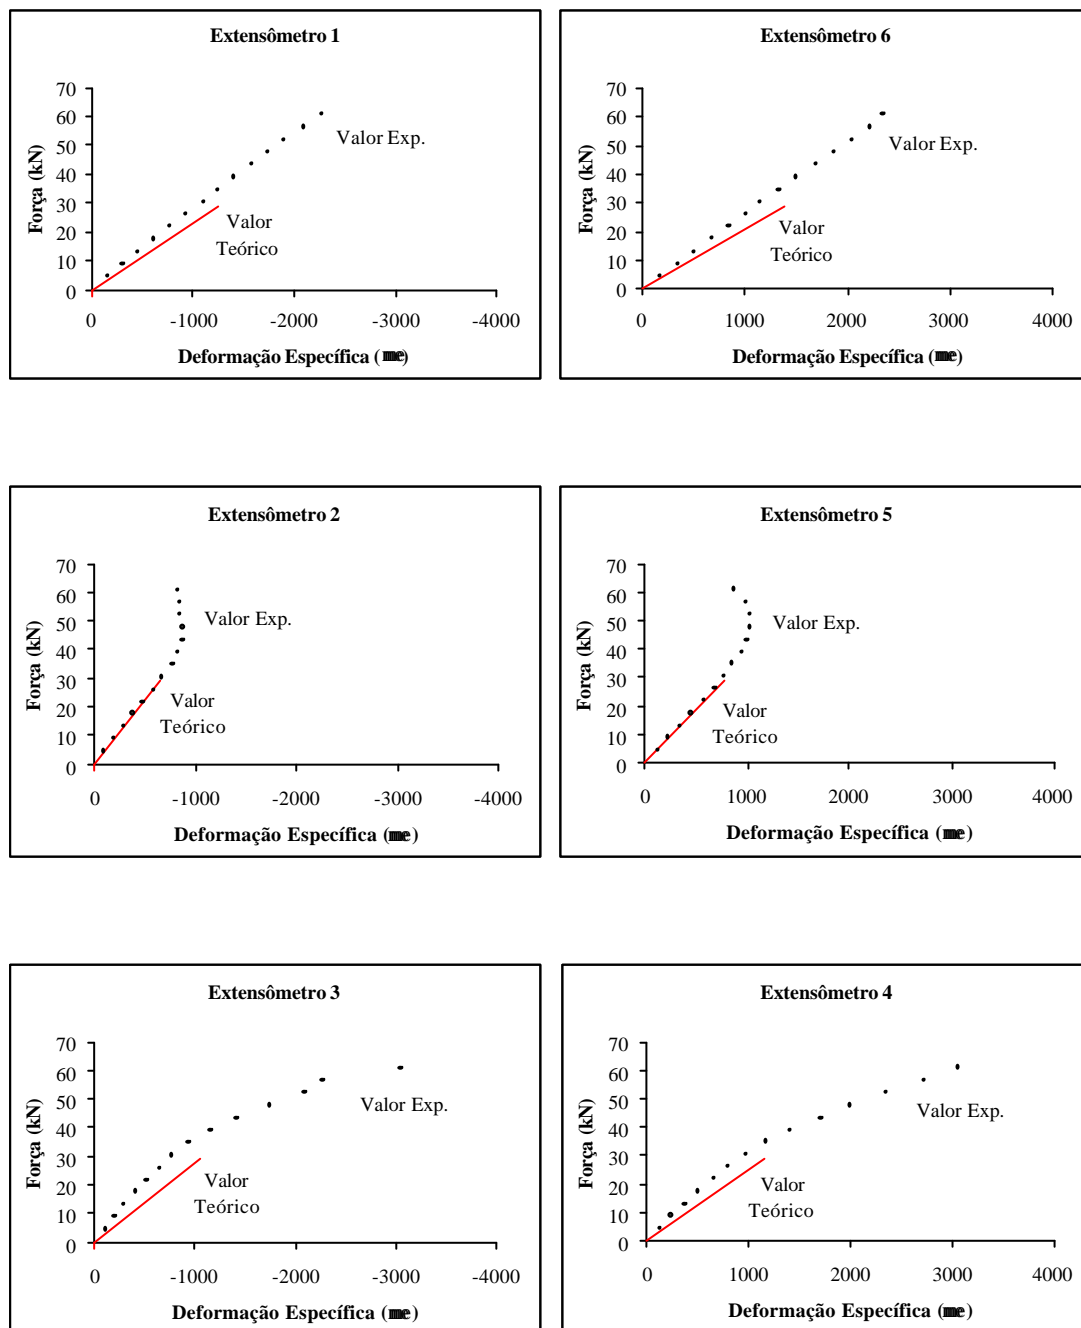 Extensômetro 1
70
60
50
40
30
20
10
0
Força (kN)
Valor Exp.
Valor
Teórico
0 -1000 -2000 -3000 -4000
Deformação Específica (me)
Extensômetro 6
70
60
50
40
30
20
10
0
Força (kN)
Valor Exp.
Valor
Teórico
0 1000 2000 3000 4000
Deformação Específica (me)
Extensômetro 2
70
60
50
40
30
20
10
0
Força (kN)
Valor Exp.
Valor
Teórico
0 -1000 -2000 -3000 -4000
Deformação Específica (me)
Extensômetro 5
70
60
50
40
30
20
10
0
Força (kN)
Valor Exp.
Valor
Teórico
0 1000 2000 3000 4000
Deformação Específica (me)
Extensômetro 3
70
60
50
40
30
20
10
0
Força (kN)
Valor Exp.
Valor
Teórico
0 -1000 -2000 -3000 -4000
Deformação Específica (me)
Extensômetro 4
70
60
50
40
30
20
10
0
Força (kN)
Valor Exp.
Valor
Teórico
0 1000 2000 3000 4000
Deformação Específica (me)